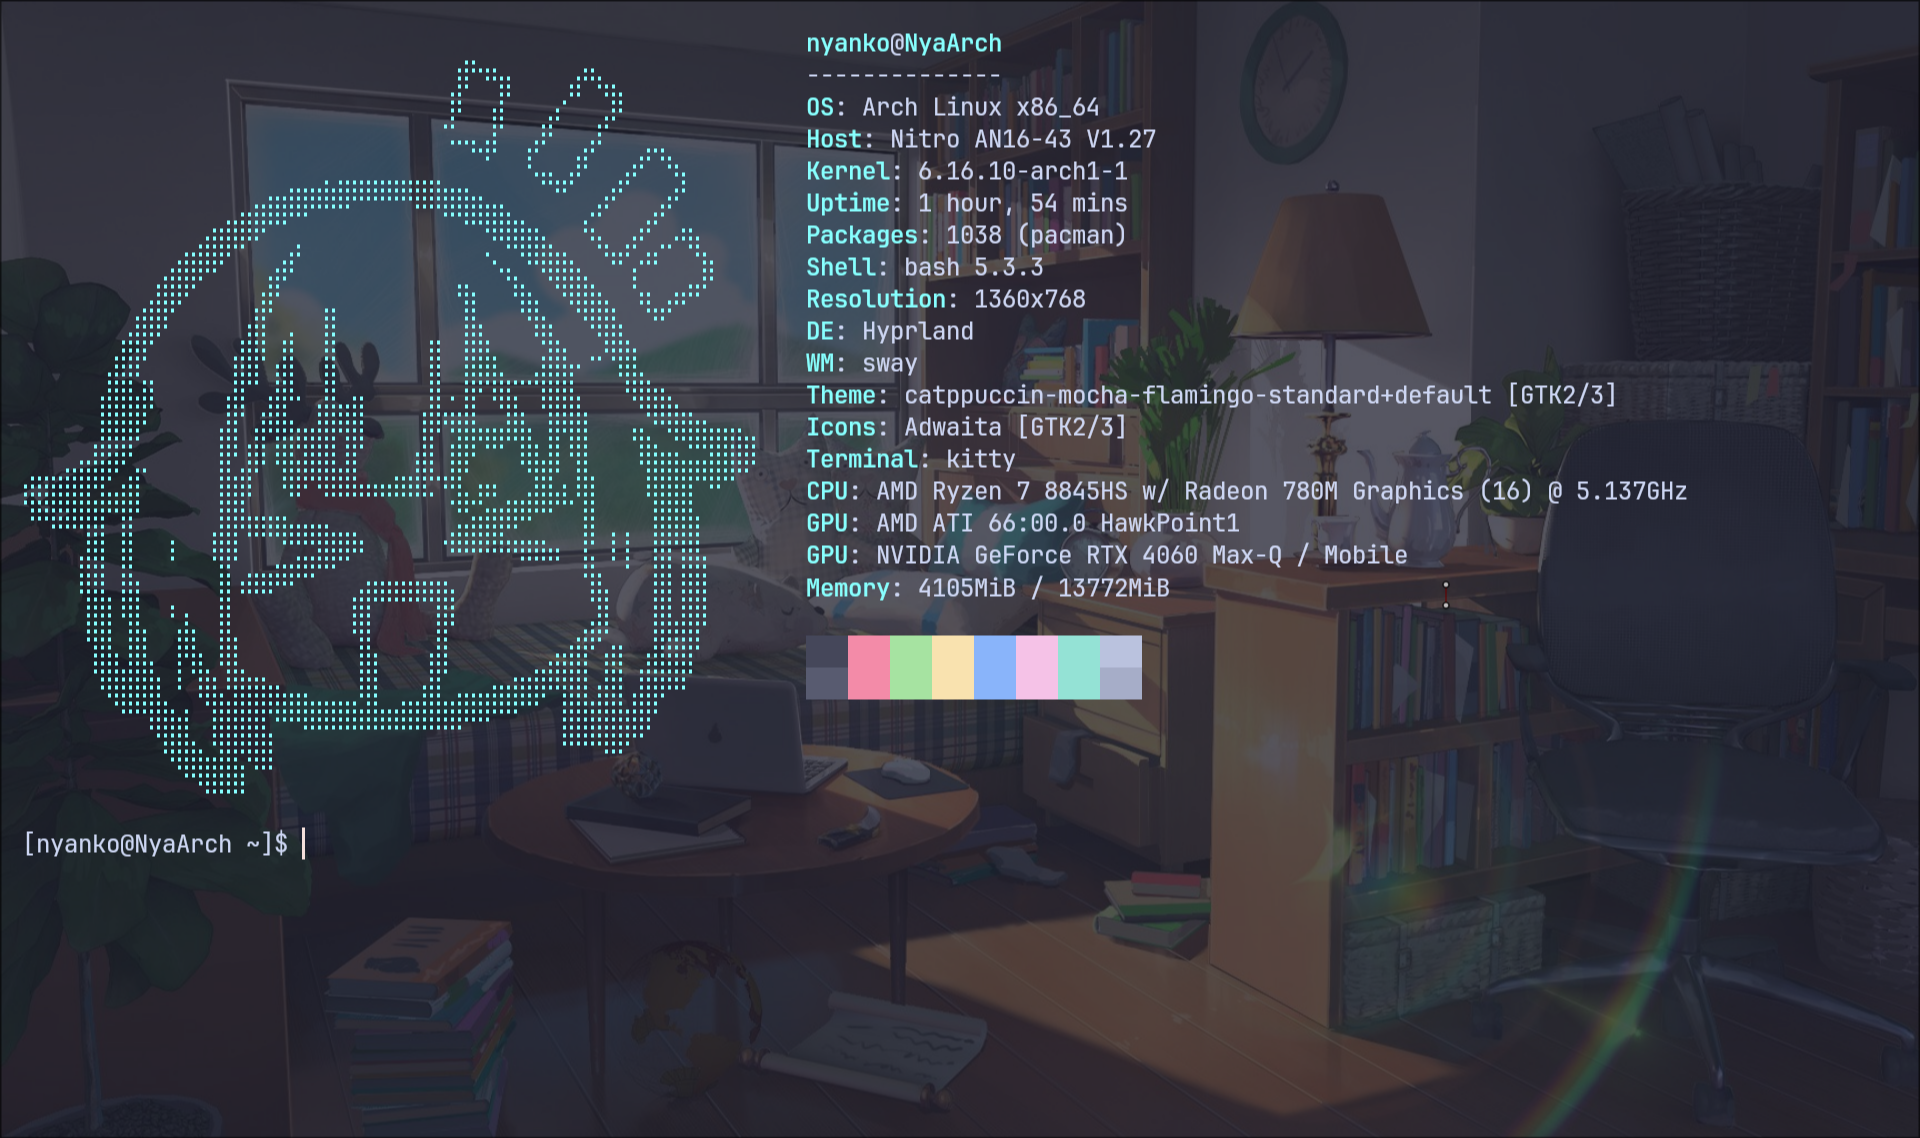 nyanko@NyaArch
--------------
OS: Arch Linux x86_64
Host: Nitro AN16-43 V1.27
Kernel: 6.16.10-arch1-1
Uptime: 1 hour, 54 mins
Packages: 1038 (pacman)
Shell: bash 5.3.3
Resolution: 1360x768
DE: Hyprland
WM: sway
Theme: catppuccin-mocha-flamingo-standard+default [GTK2/3]
Icons: Adwaita [GTK2/3]
Terminal: kitty
CPU: AMD Ryzen 7 8845HS w/ Radeon 780M Graphics (16) @ 5.137GHz
GPU: AMD ATI 66:00.0 HawkPoint1
GPU: NVIDIA GeForce RTX 4060 Max-Q / Mobile
Memory: 4105MiB / 13772MiB
[nyanko@NyaArch ~]$